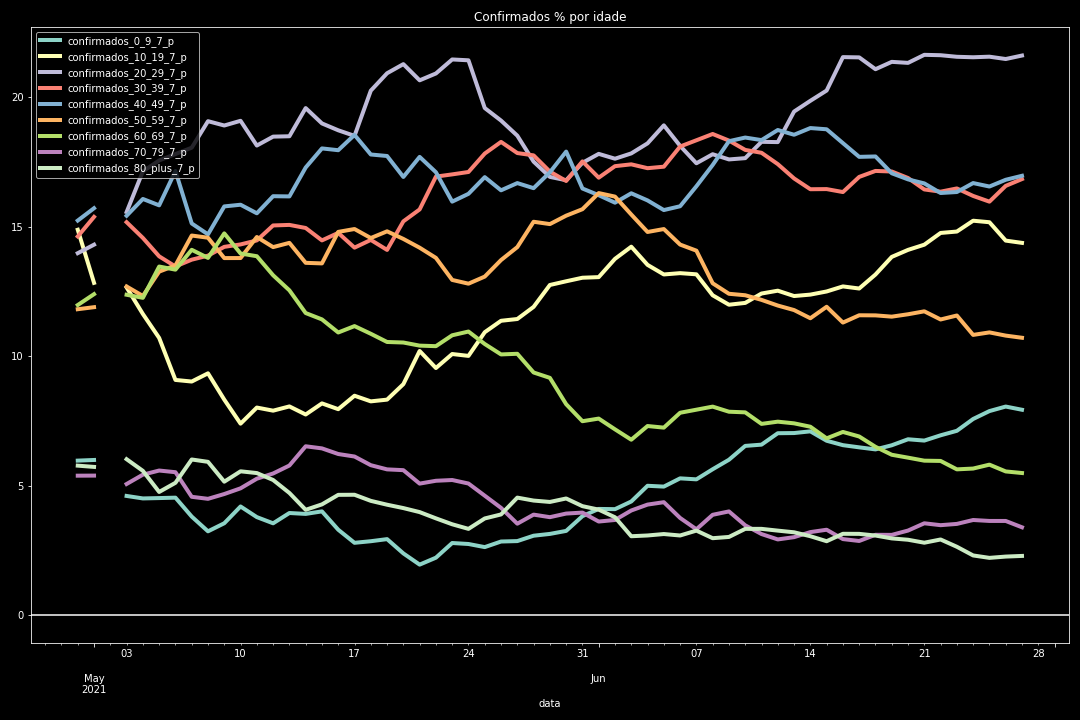 Confirmados % por idade
confirmados_0_9_7_p
confirmados_10_19_7_p
confirmados_20_29_7_p
confirmados_30_39_7_p
confirmados_40_49_7_p
confirmados_50_59_7_p
confirmados_60_69_7_p
confirmados_70_79_7_p
confirmados_80_plus_7_p
20
15
10
5
0
03 10 17 24 31 07 14 21 28
May Jun
2021
data